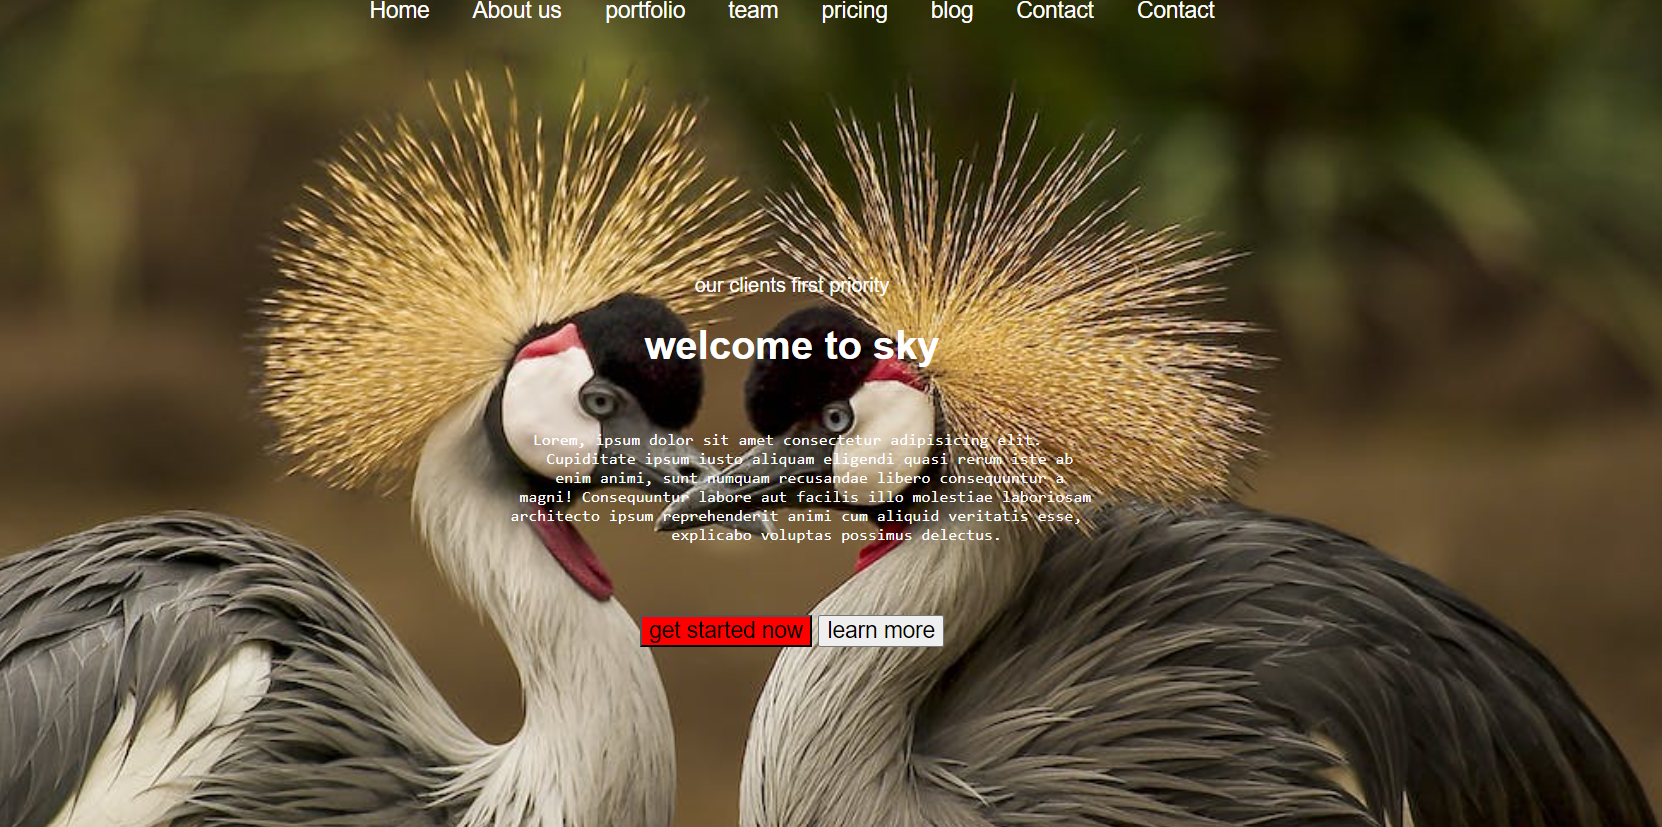 Home About us portfolio team pricing blog Contact Contact
our clients first priority
welcome to sky
Lorem, ipsum dolor sit amet consectetur adipisicing elit.
Cupiditate ipsum iusto aliquam eligendi quasi rerum iste ab
enim animi, sunt numquam recusandae libero consequuntur a
magni! Consequuntur labore aut facilis illo molestiae laboriosam
architecto ipsum reprehenderit animi cum aliquid veritatis esse,
explicabo voluptas possimus delectus.
get started now learn more